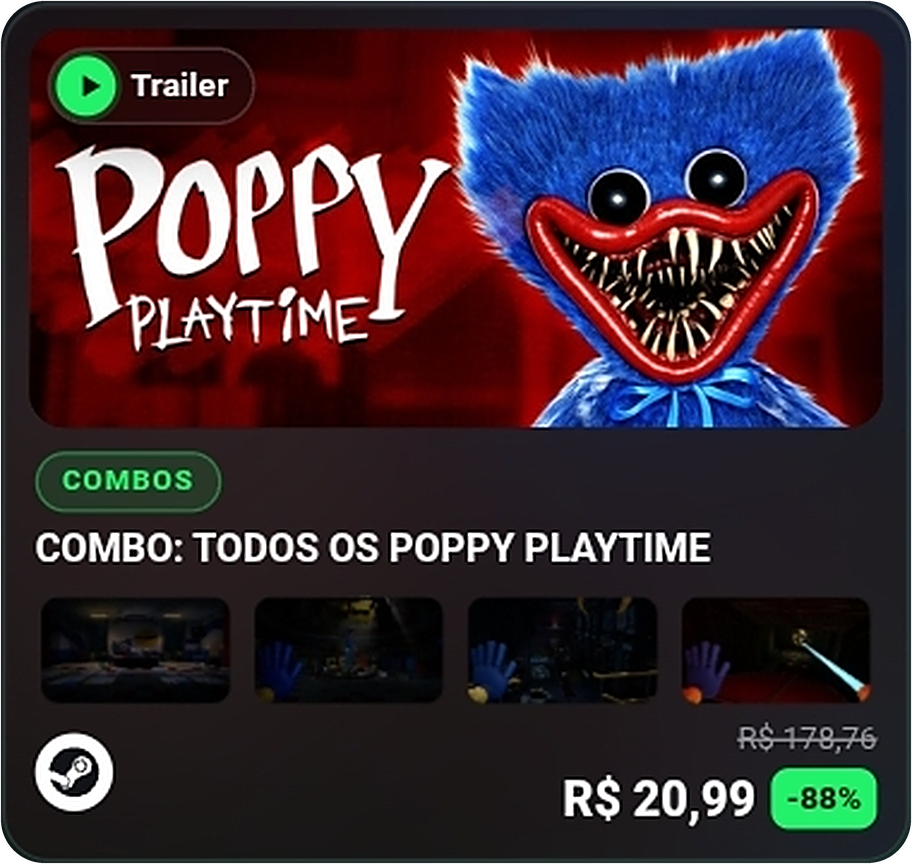 Trailer
POPPY
PLAYTIME
COMBOS
COMBO: TODOS OS POPPY PLAYTIME
R$ 178,76
R$ 20,99 -88%